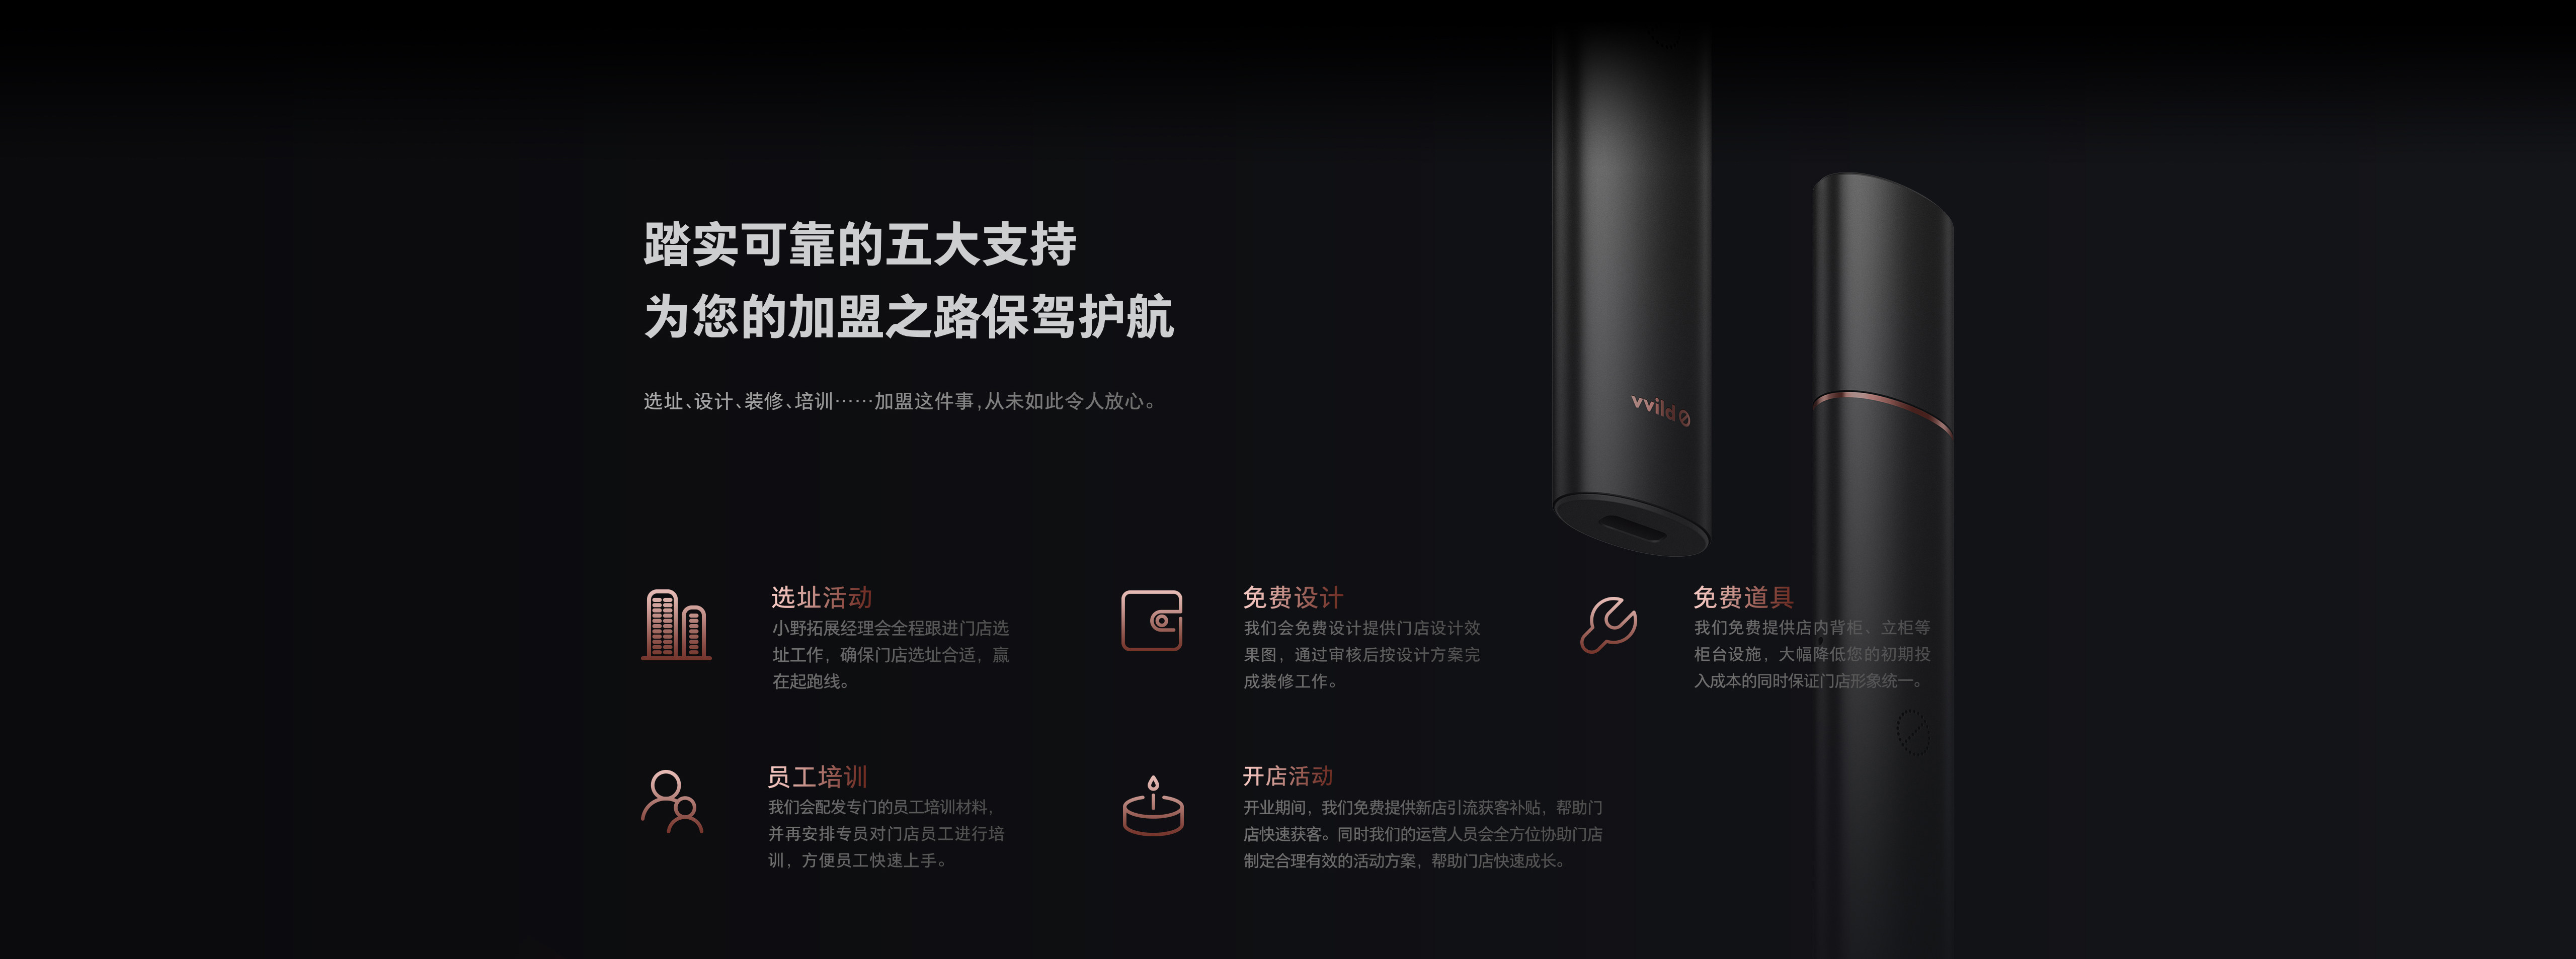 踏实可靠的五大支持
为您的加盟之路保驾护航
选址、设计、装修、培训……加盟这件事,从未如此令人放心。
vvild
选址活动
小野拓展经理会全程跟进门店选
址工作，确保门店选址合适，赢
在起跑线。
免费设计
我们会免费设计提供门店设计效
果图，通过审核后按设计方案完
成装修工作。
免费道具
我们免费提供店内背柜、立柜等
柜台设施，大幅降低您的初期投
入成本的同时保证门店形象统一。
员工培训
我们会配发专门的员工培训材料，
并再安排专员对门店员工进行培
训，方便员工快速上手。
开店活动
开业期间，我们免费提供新店引流获客补贴，帮助门
店快速获客。同时我们的运营人员会全方位协助门店
制定合理有效的活动方案，帮助门店快速成长。